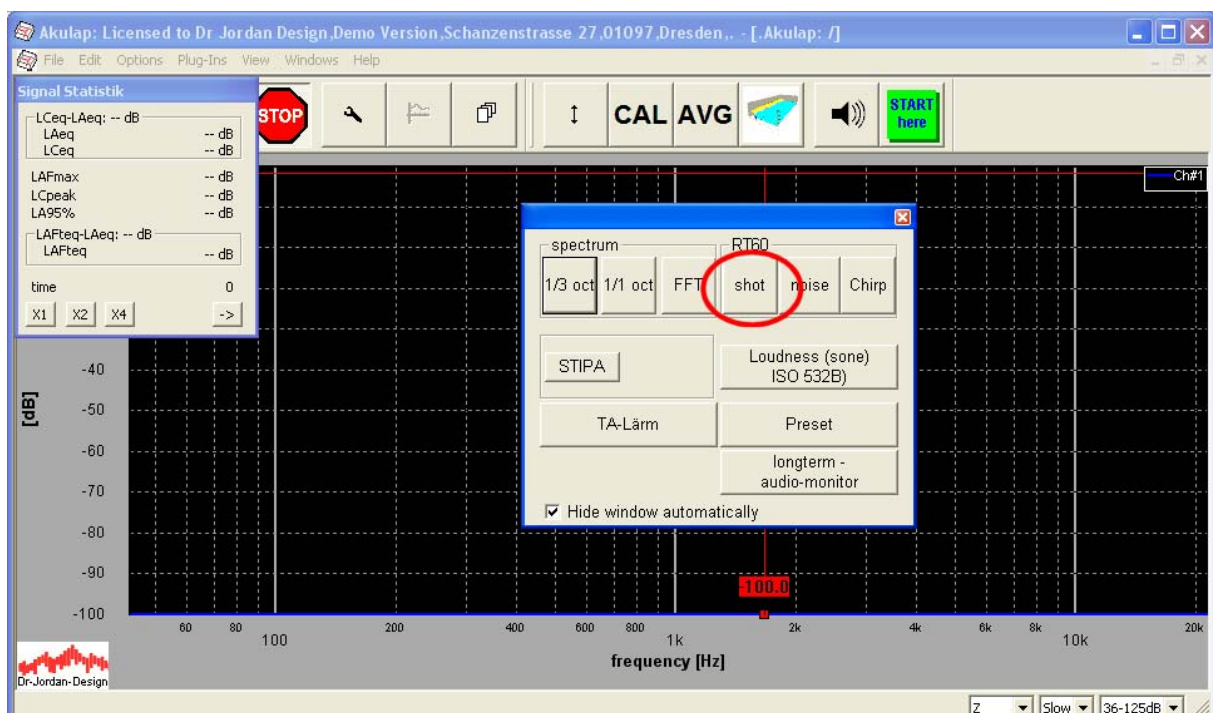 Akulap: Licensed to Dr Jordan Design,Demo Version,Schanzenstrasse 27,01097,Dresden,, - [.Akulap: /]
File Edit Options Plug-Ins View Windows Help
Signal Statistik
LCeq-LAeq: -- dB
LAeq -- dB
LCeq -- dB
LAFmax -- dB
LCpeak -- dB
LA95% -- dB
LAFteq-LAeq: -- dB
LAFteq -- dB
time 0
X1 X2 X4 ->
STOP
CAL AVG
START
here
Ch#1
spectrum
RT60
1/3 oct 1/1 oct FFT shot noise Chirp
STIPA
Loudness (sone)
ISO 532B)
TA-Lärm
Preset
longterm -
audio-monitor
Hide window automatically
[dB]
-40
-50
-60
-70
-80
-90
-100
-100.0
60 80 100 200 400 600 800 1k 2k 4k 6k 8k 10k 20k
frequency [Hz]
Dr-Jordan-Design
Z Slow 36-125dB